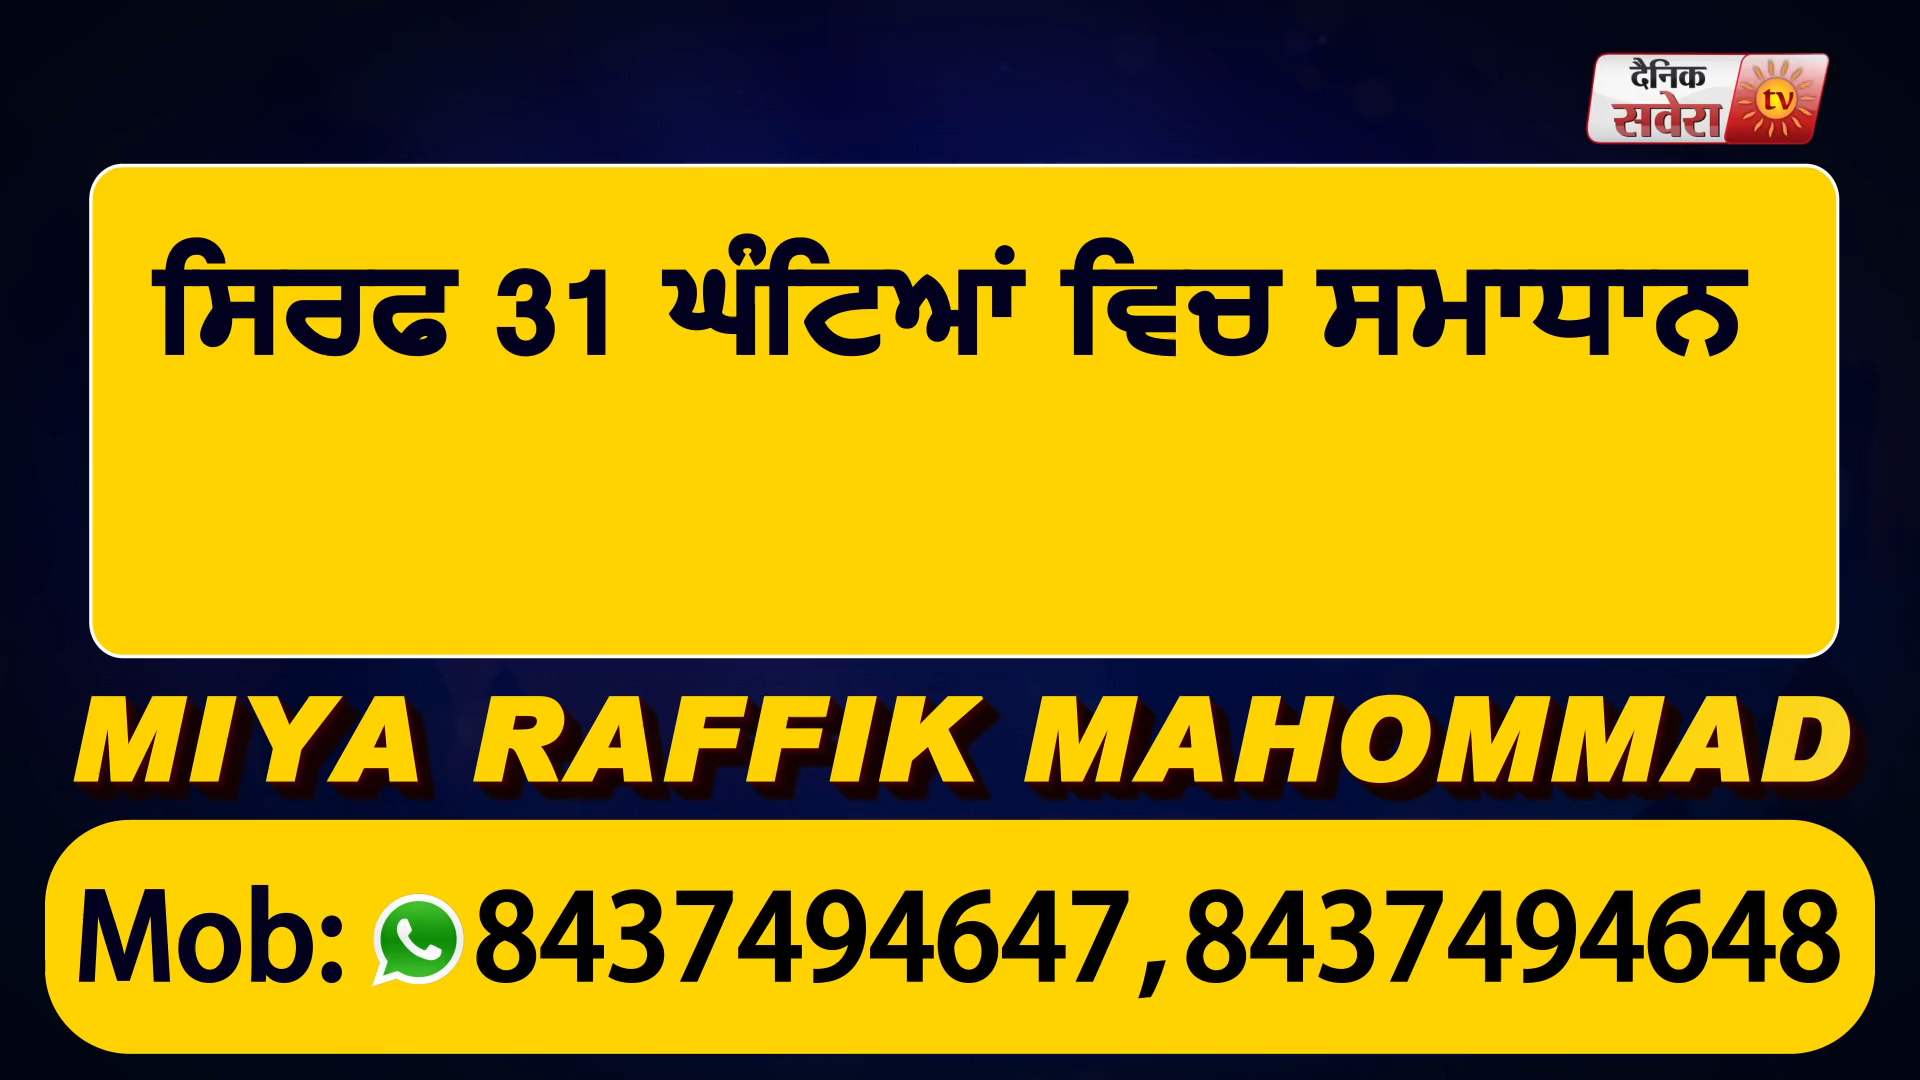 दैनिक
सवेरा tv
ਸਿਰਫ 31 ਘੰਟਿਆਂ ਵਿਚ ਸਮਾਧਾਨ
MIYA RAFFIK MAHOMMAD
Mob: 8437494647, 8437494648